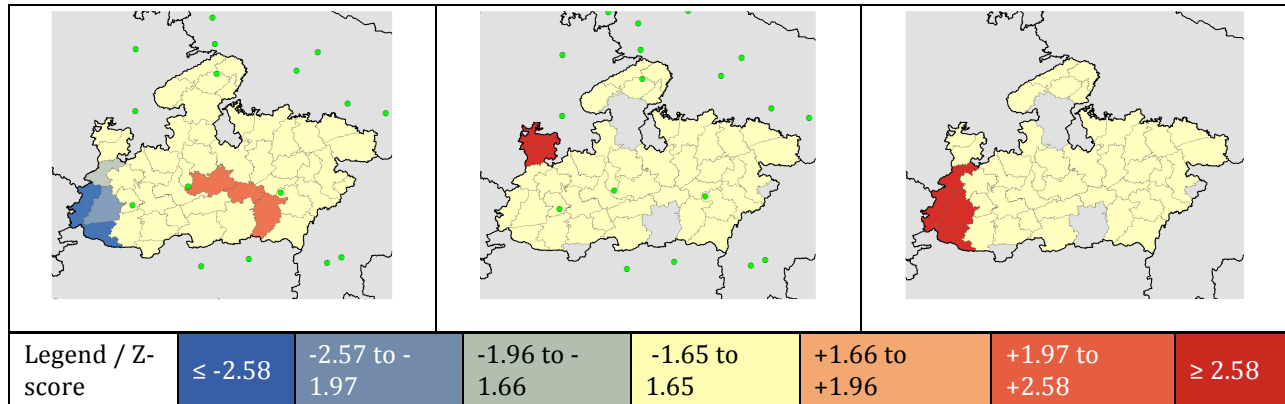 Legend / Z-
score
≤ -2.58
-2.57 to -
1.97
-1.96 to -
1.66
-1.65 to
1.65
+1.66 to
+1.96
+1.97 to
+2.58
≥ 2.58